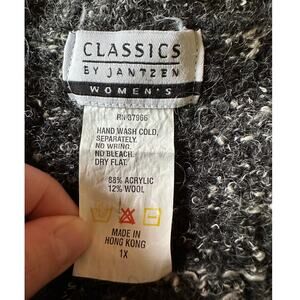 CLASSICS
BY JANTZEN
WOMEN'S
RN 37966
HAND WASH COLD,
SEPARATELY.
NO WRING.
NO BLEACH.
DRY FLAT.
88% ACRYLIC
12% WOOL
MADE IN
HONG KONG
1X